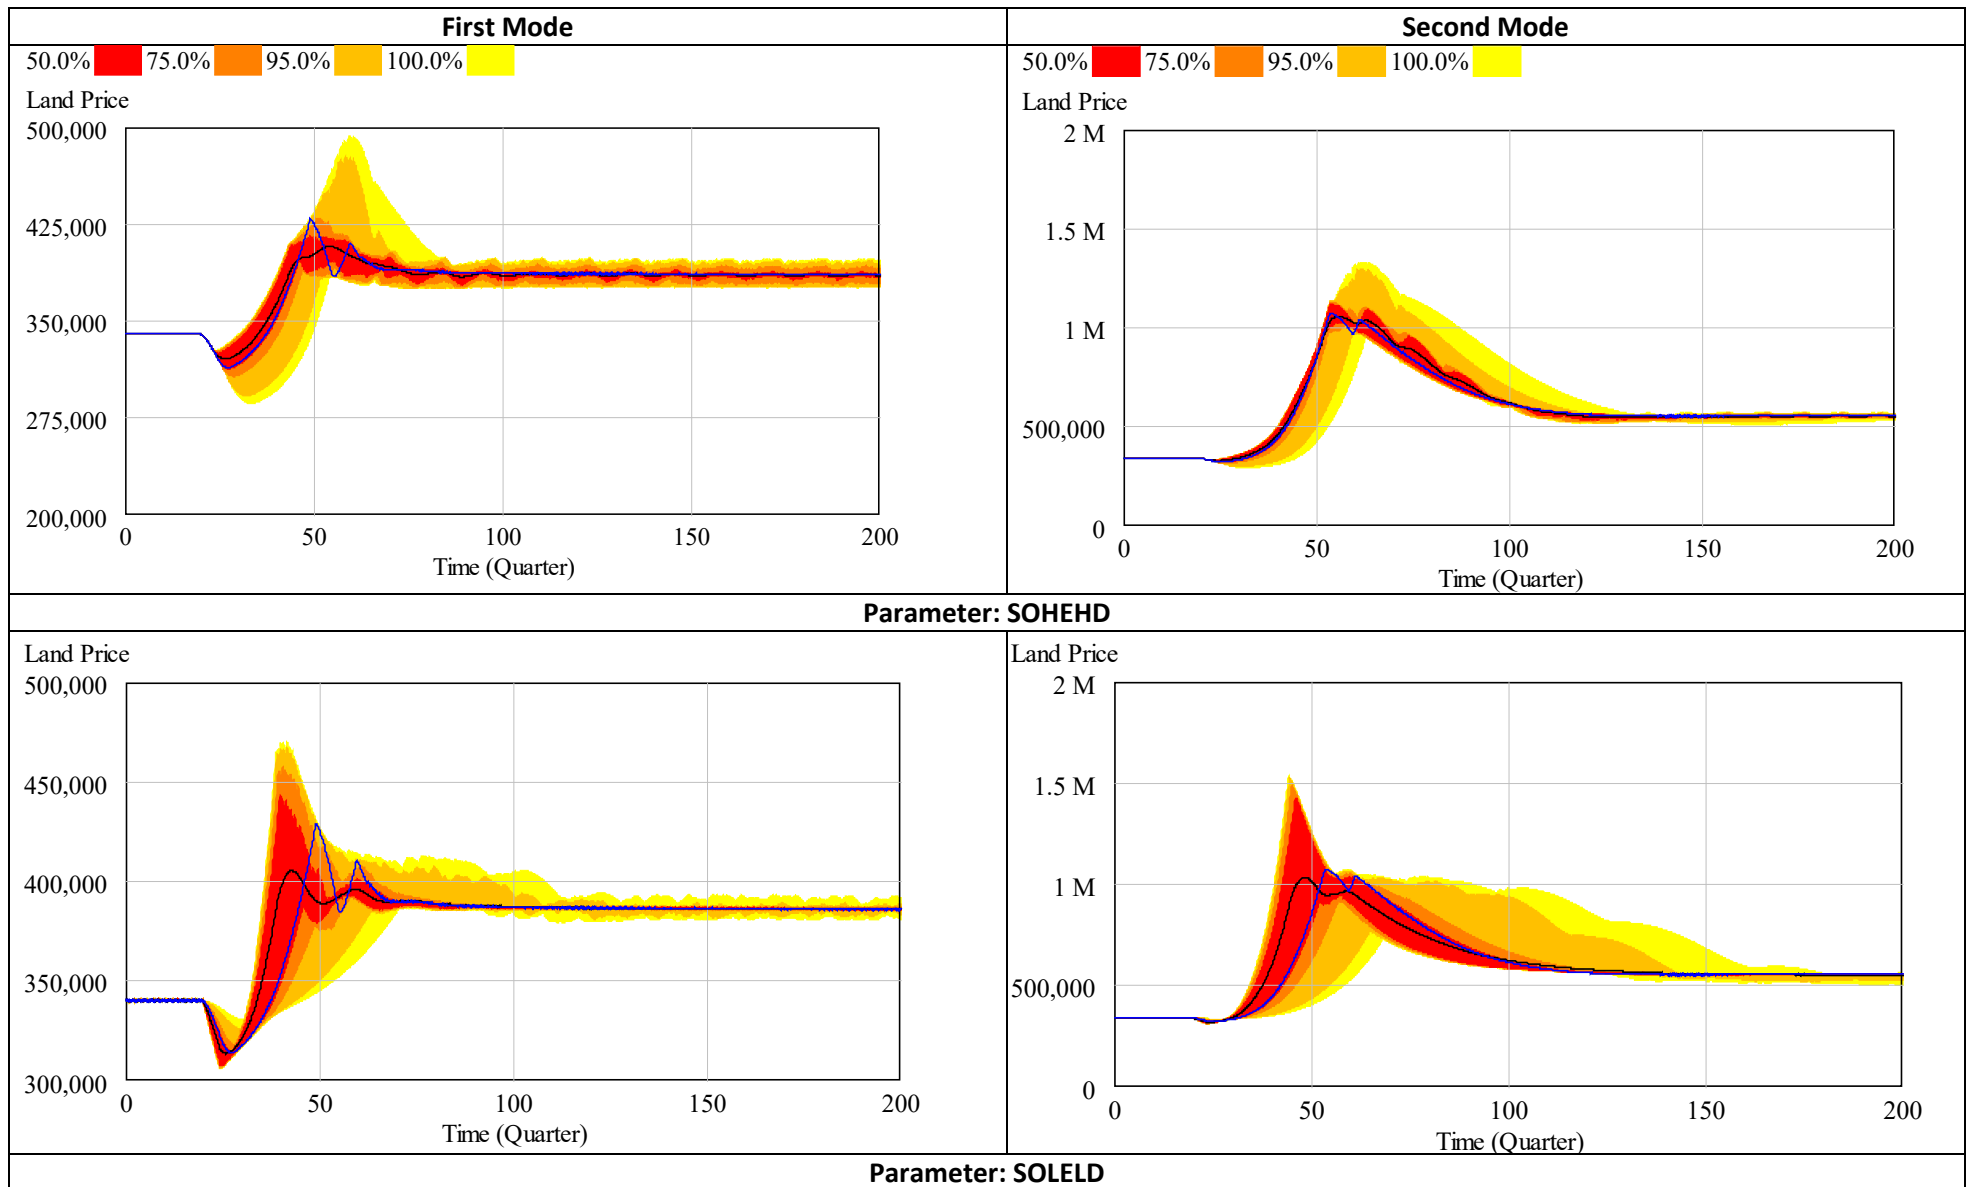 First Mode
Second Mode
50.0% 75.0% 95.0% 100.0%
50.0% 75.0% 95.0% 100.0%
Land Price
Land Price
500,000
425,000
350,000
275,000
200,000
0 50 100 150 200
Time (Quarter)
2 M
1.5 M
1 M
500,000
0
0 50 100 150 200
Time (Quarter)
Parameter: SOHEHD
Land Price
Land Price
500,000
450,000
400,000
350,000
300,000
0 50 100 150 200
Time (Quarter)
2 M
1.5 M
1 M
500,000
0
0 50 100 150 200
Time (Quarter)
Parameter: SOLELD